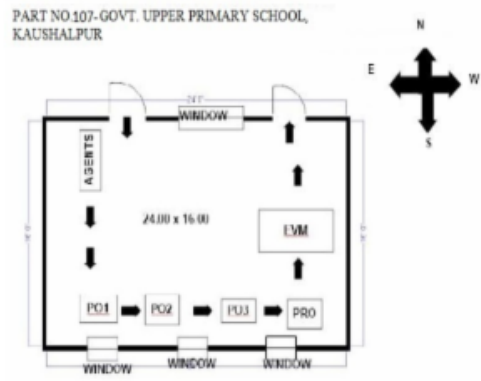 PART NO.107-GOVT. UPPER PRIMARY SCHOOL,
KAUSHALPUR
N
E
W
S
WINDOW
AGENTS
24.00 x 16.00
EVM
PO1
PO2
PO3
PRO
WINDOW
WINDOW
WINDOW